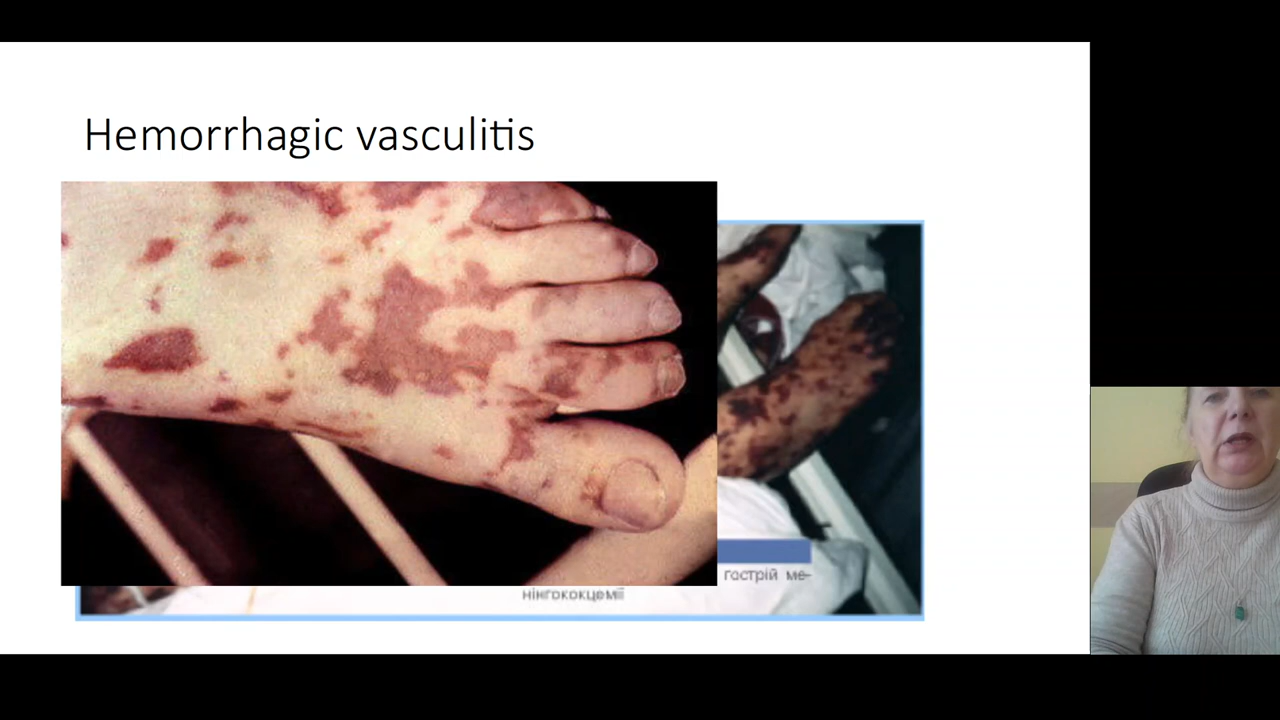 Hemorrhagic vasculitis
гострій ме-
нінгококцемії